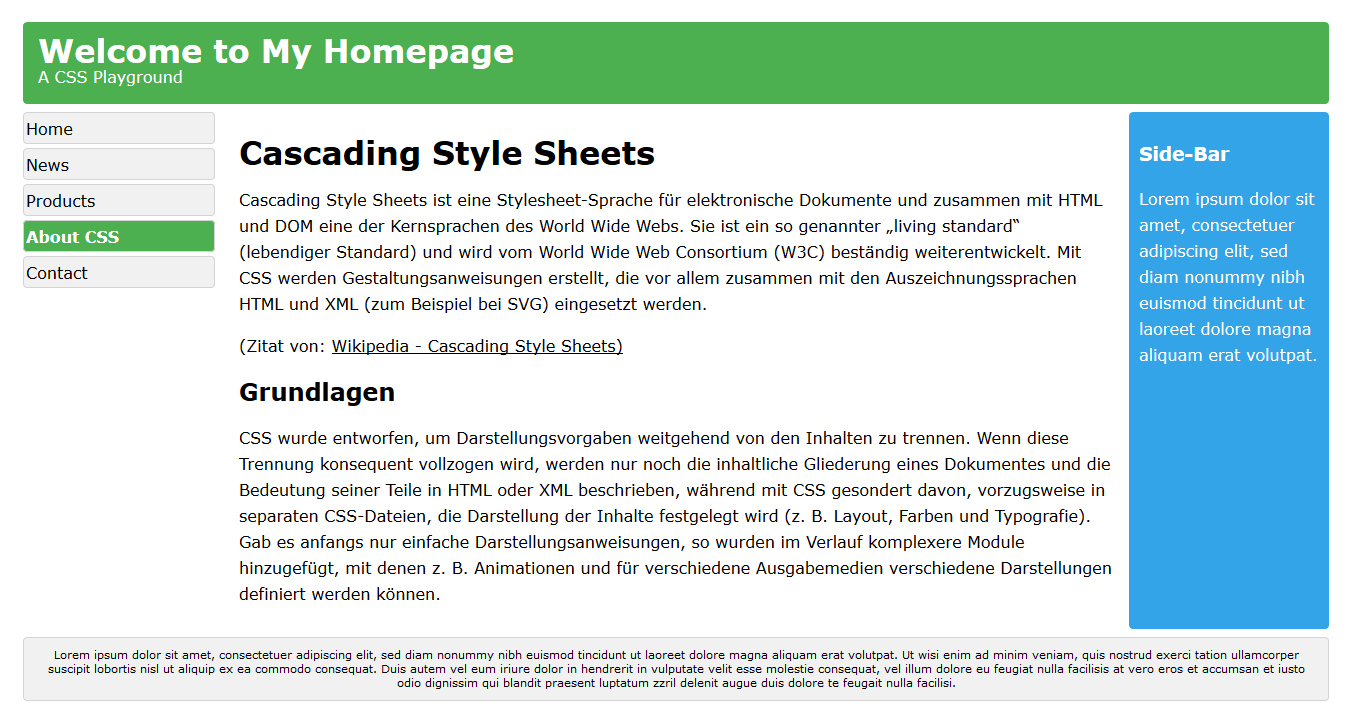 Welcome to My Homepage
A CSS Playground
Home
News
Products
About CSS
Contact
Cascading Style Sheets
Cascading Style Sheets ist eine Stylesheet-Sprache für elektronische Dokumente und zusammen mit HTML
und DOM eine der Kernsprachen des World Wide Webs. Sie ist ein so genannter „living standard“
(lebendiger Standard) und wird vom World Wide Web Consortium (W3C) beständig weiterentwickelt. Mit
CSS werden Gestaltungsanweisungen erstellt, die vor allem zusammen mit den Auszeichnungssprachen
HTML und XML (zum Beispiel bei SVG) eingesetzt werden.
(Zitat von: Wikipedia - Cascading Style Sheets)
Grundlagen
CSS wurde entworfen, um Darstellungsvorgaben weitgehend von den Inhalten zu trennen. Wenn diese
Trennung konsequent vollzogen wird, werden nur noch die inhaltliche Gliederung eines Dokumentes und die
Bedeutung seiner Teile in HTML oder XML beschrieben, während mit CSS gesondert davon, vorzugsweise in
separaten CSS-Dateien, die Darstellung der Inhalte festgelegt wird (z. B. Layout, Farben und Typografie).
Gab es anfangs nur einfache Darstellungsanweisungen, so wurden im Verlauf komplexere Module
hinzugefügt, mit denen z. B. Animationen und für verschiedene Ausgabemedien verschiedene Darstellungen
definiert werden können.
Side-Bar
Lorem ipsum dolor sit
amet, consectetuer
adipiscing elit, sed
diam nonummy nibh
euismod tincidunt ut
laoreet dolore magna
aliquam erat volutpat.
Lorem ipsum dolor sit amet, consectetuer adipiscing elit, sed diam nonummy nibh euismod tincidunt ut laoreet dolore magna aliquam erat volutpat. Ut wisi enim ad minim veniam, quis nostrud exerci tation ullamcorper
suscipit lobortis nisl ut aliquip ex ea commodo consequat. Duis autem vel eum iriure dolor in hendrerit in vulputate velit esse molestie consequat, vel illum dolore eu feugiat nulla facilisis at vero eros et accumsan et iusto
odio dignissim qui blandit praesent luptatum zzril delenit augue duis dolore te feugait nulla facilisi.